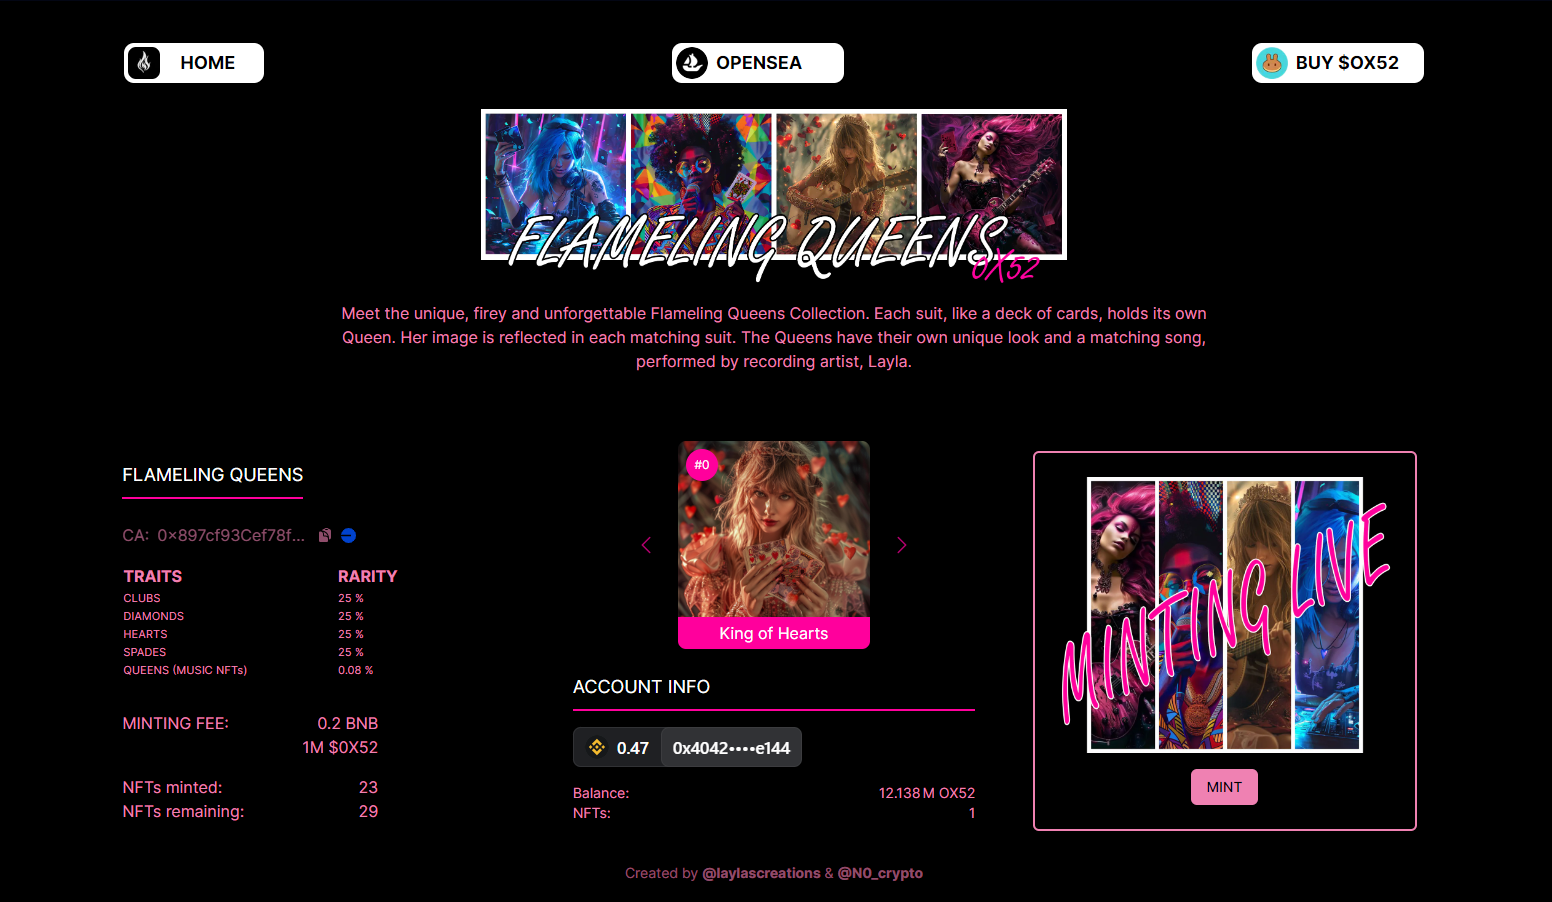 HOME
OPENSEA
BUY $OX52
FLAMELING QUEENS
0X52
Meet the unique, firey and unforgettable Flameling Queens Collection. Each suit, like a deck of cards, holds its own
Queen. Her image is reflected in each matching suit. The Queens have their own unique look and a matching song,
performed by recording artist, Layla.
FLAMELING QUEENS
CA: 0x897cf93Cef78f...
TRAITS RARITY
CLUBS 25 %
DIAMONDS 25 %
HEARTS 25 %
SPADES 25 %
QUEENS (MUSIC NFTs) 0.08 %
MINTING FEE: 0.2 BNB
1M $0X52
NFTs minted: 23
NFTs remaining: 29
#0
King of Hearts
ACCOUNT INFO
0.47 0x4042••••e144
Balance: 12.138 M OX52
NFTs: 1
MINTING LIVE
MINT
Created by @laylascreations & @N0_crypto